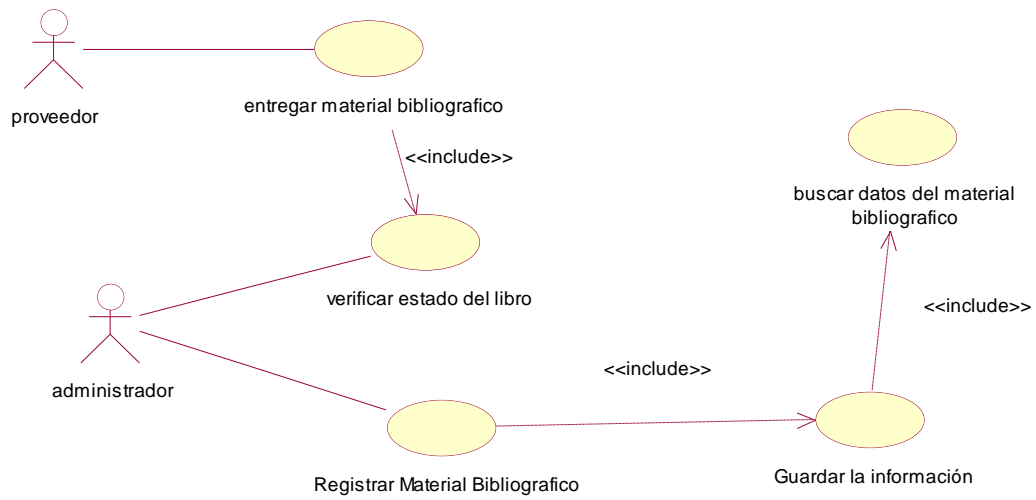 proveedor
entregar material bibliografico
<<include>>
buscar datos del material
bibliografico
verificar estado del libro
<<include>>
administrador
<<include>>
Registrar Material Bibliografico
Guardar la información